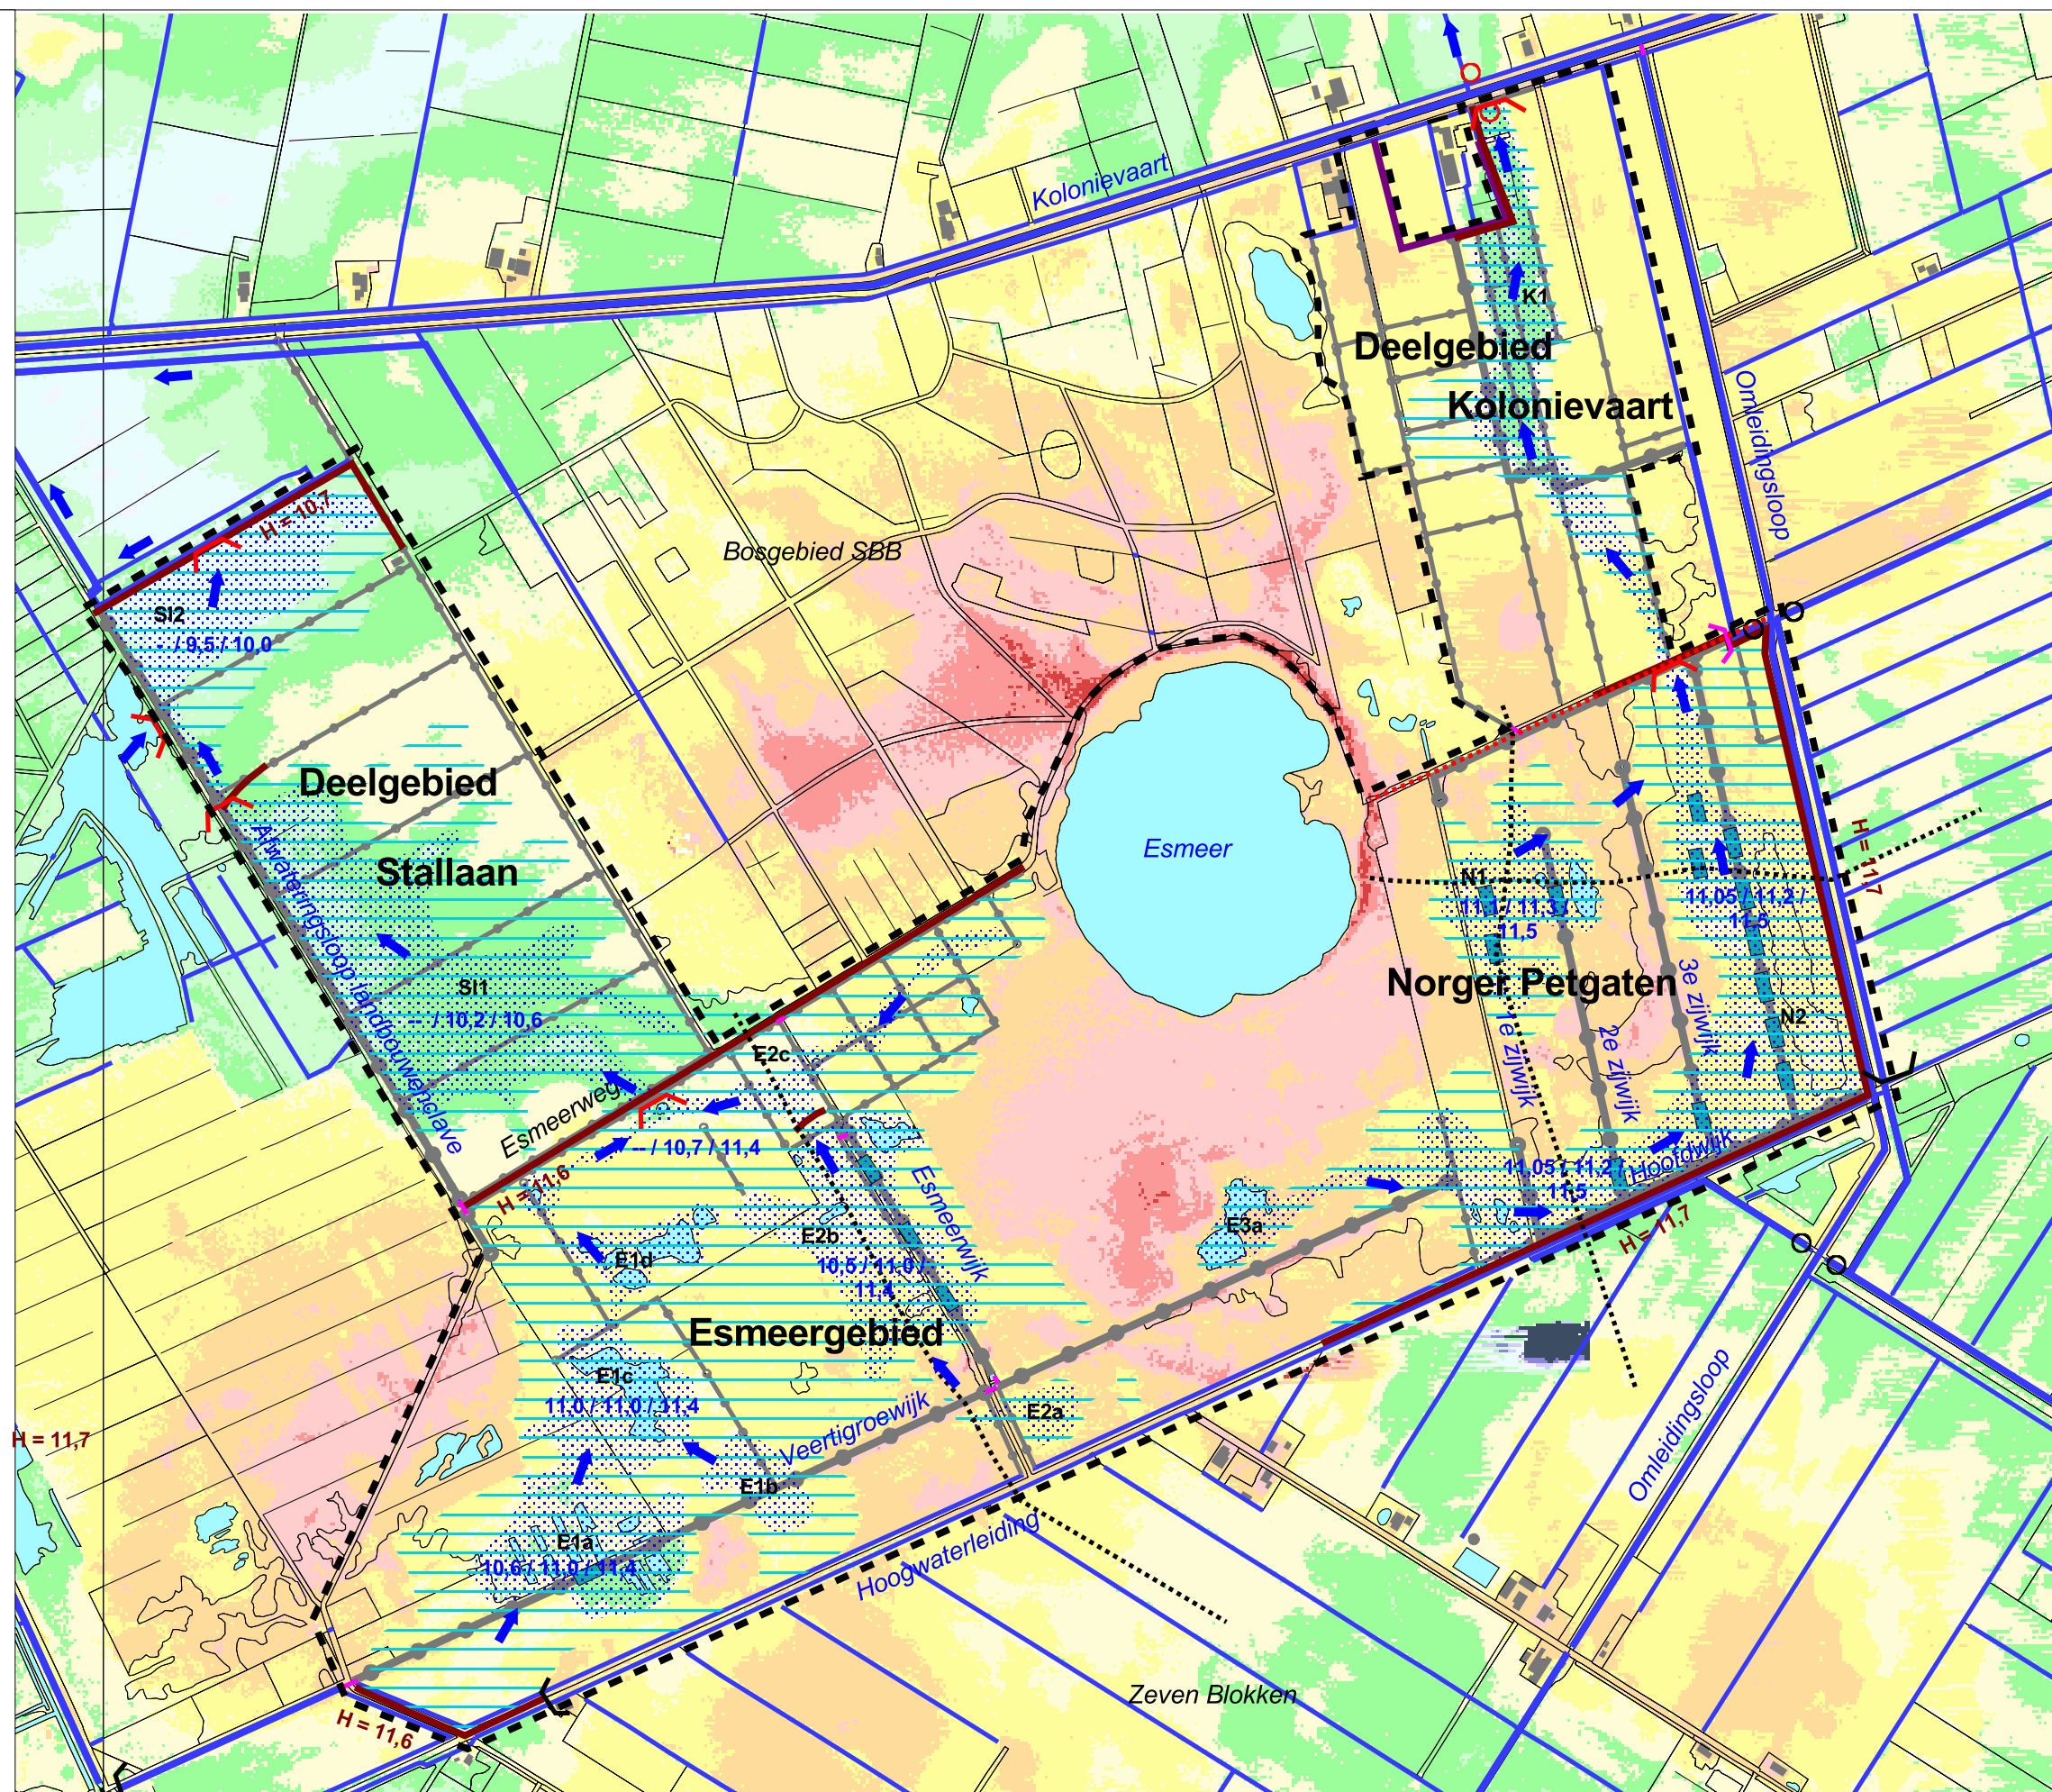 Kolonievaart
K1
Deelgebied
Kolonievaart
Omleidingsloop
H = 10,7
Bosgebied SBB
Sl2
- / 9,5 / 10,0
Deelgebied
Stallaan
Afwateringsloop landbouwenclave
Esmeer
H = 11,7
N1
11,1 / 11,3 /
11,5
11,05 / 11,2 /
11,5
Norger Petgaten
Sl1
-- / 10,2 / 10,6
1e zijwijk
2e zijwijk
3e zijwijk
N2
E2c
Esmeerweg
-- / 10,7 / 11,4
H = 11,6
Esmeerwijk
11,05 / 11,2 /
11,5
Hoofdwijk
H = 11,7
E3a
E2b
10,5 / 11,0 /
11,4
E1d
Esmeergebied
E1c
11,0 / 11,0 / 11,4
E2a
Veertigroewijk
H = 11,7
E1b
Omleidingsloop
E1a
10,6 / 11,0 / 11,4
Hoogwaterleiding
Zeven Blokken
H = 11,6